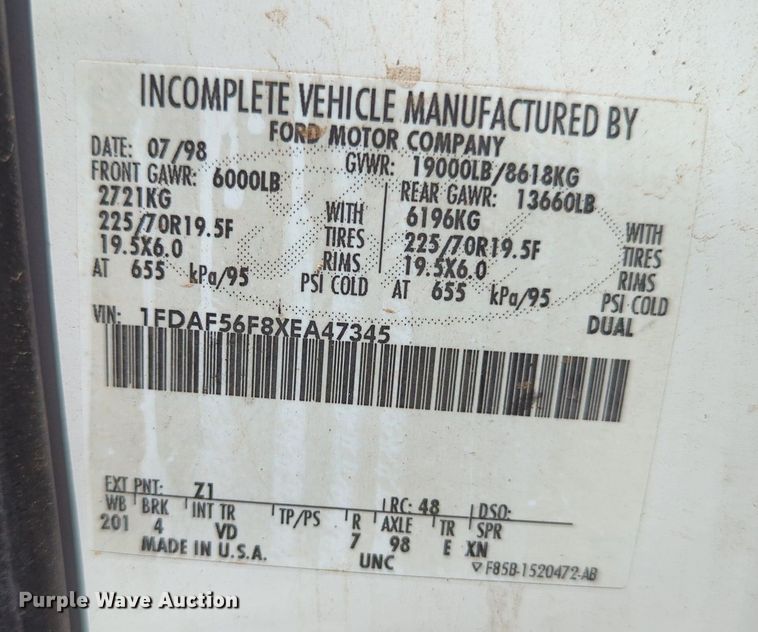 INCOMPLETE VEHICLE MANUFACTURED BY
FORD MOTOR COMPANY
DATE: 07/98 GVWR: 19000LB/8618KG
FRONT GAWR: 6000LB REAR GAWR: 13660LB
2721KG WITH 6196KG WITH
225/70R19.5F TIRES 225/70R19.5F TIRES
19.5X6.0 RIMS 19.5X6.0 RIMS
AT 655 kPa/95 PSI COLD AT 655 kPa/95 PSI COLD
VIN: 1FDAF56F8XEA47345 DUAL
EXT PNT: Z1 RC: 48 DSO:
WB BRK INT TR TP/PS R AXLE TR SPR
201 4 VD 7 98 E XN
MADE IN U.S.A. UNC ▽ F85B-1520472-AB
Purple Wave Auction